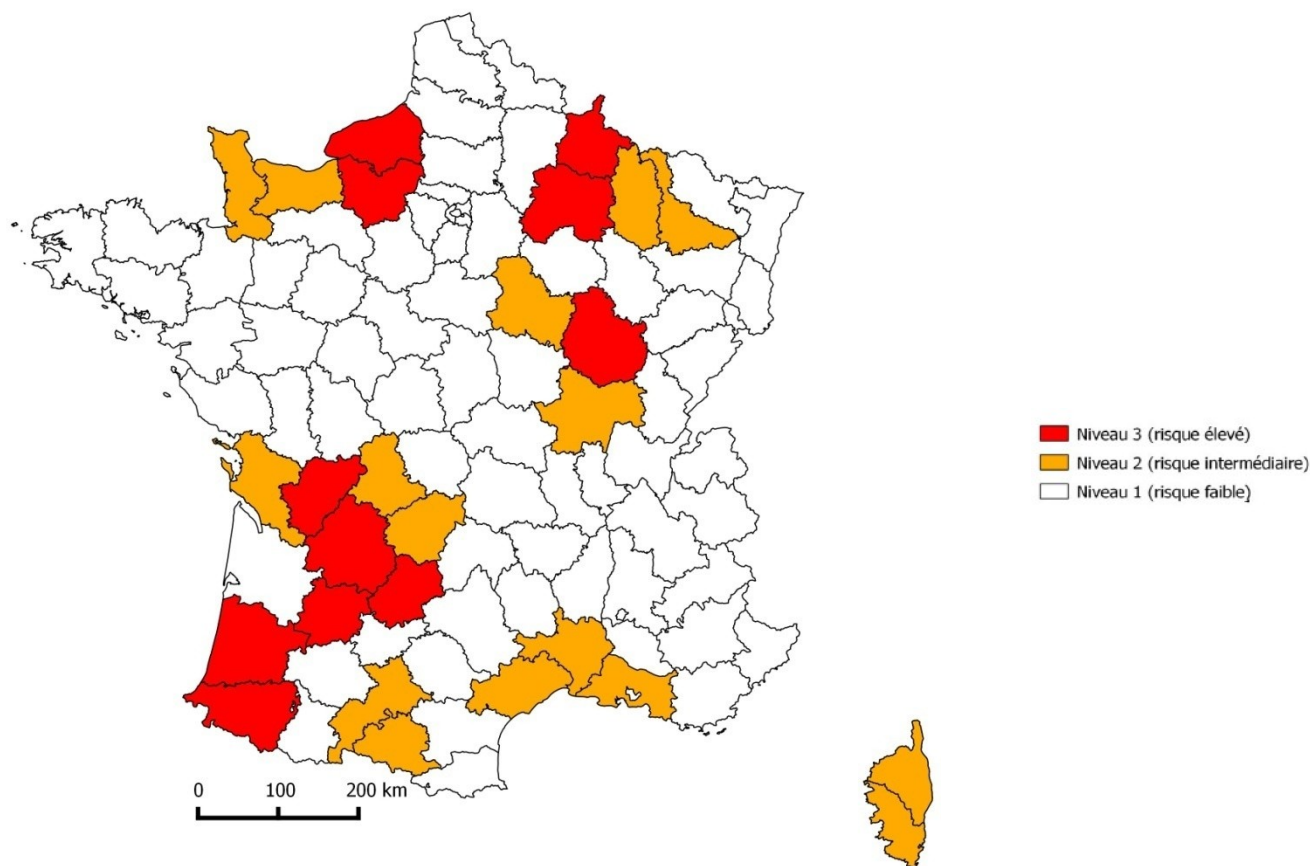 Niveau 3 (risque élevé)
Niveau 2 (risque intermédiaire)
Niveau 1 (risque faible)
0 100 200 km